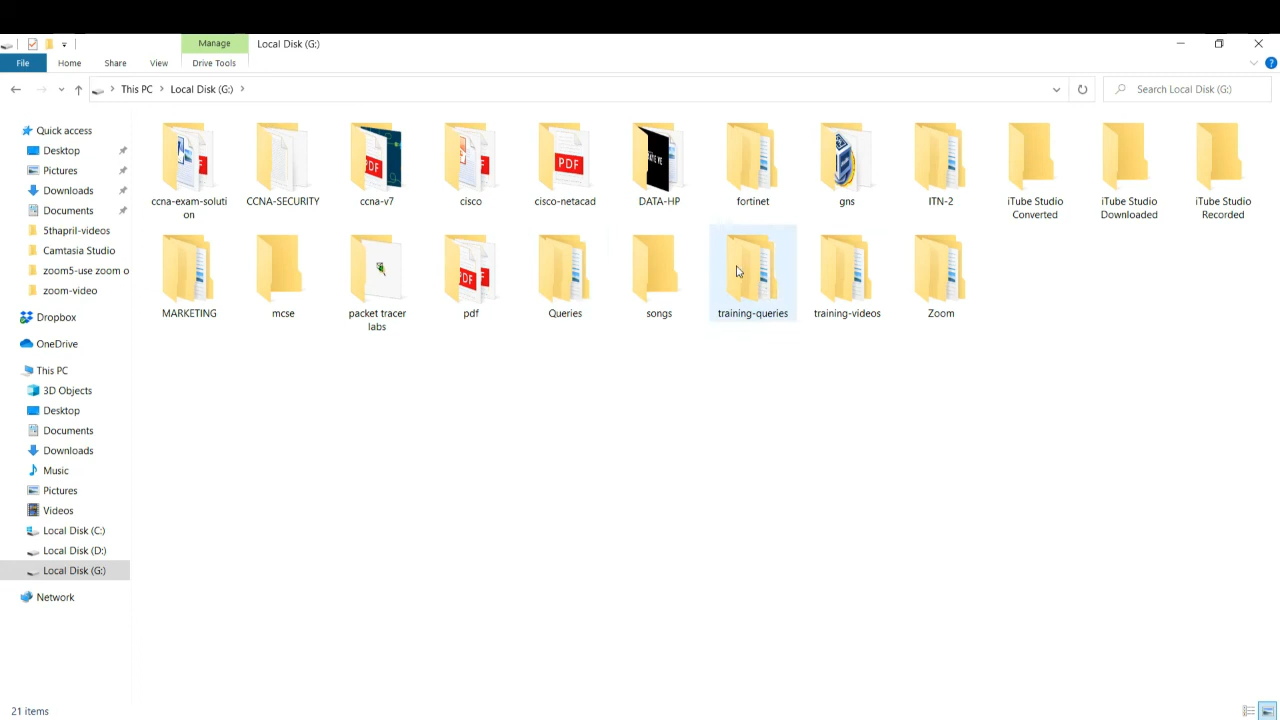 Manage
Local Disk (G:)
File
Home
Share
View
Drive Tools
This PC
Local Disk (G:)
Search Local Disk (G:)
Quick access
Desktop
Pictures
Downloads
Documents
5thapril-videos
Camtasia Studio
zoom5-use zoom o
zoom-video
Dropbox
OneDrive
This PC
3D Objects
Desktop
Documents
Downloads
Music
Pictures
Videos
Local Disk (C:)
Local Disk (D:)
Local Disk (G:)
Network
ccna-exam-soluti
on
CCNA-SECURITY
PDF
ccna-v7
cisco
PDF
cisco-netacad
DATA-HP
fortinet
gns
ITN-2
iTube Studio
Converted
iTube Studio
Downloaded
iTube Studio
Recorded
MARKETING
mcse
packet tracer
labs
PDF
pdf
Queries
songs
training-queries
training-videos
Zoom
21 items